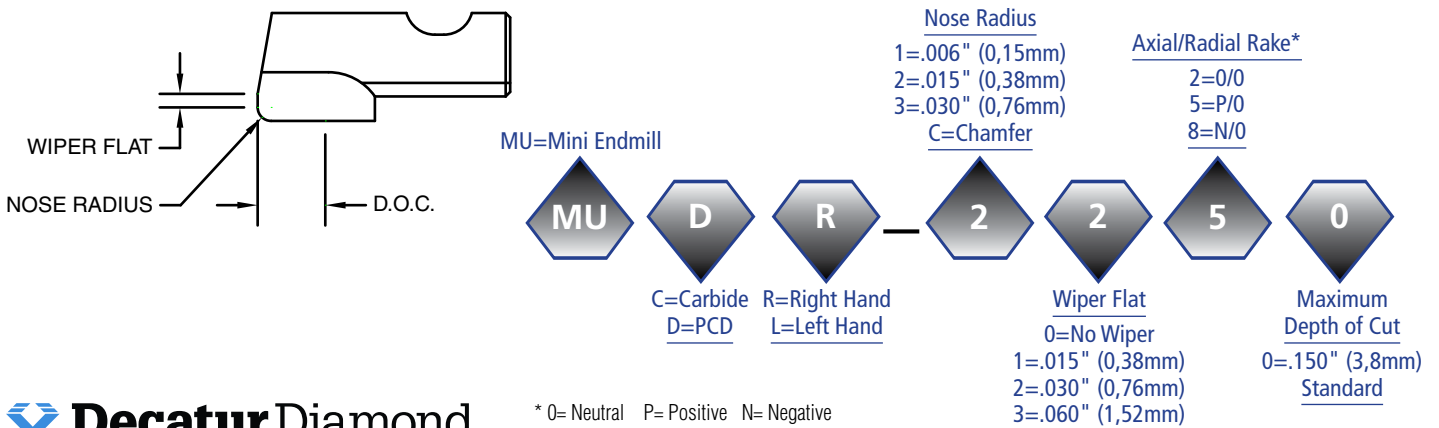 WIPER FLAT
NOSE RADIUS
D.O.C.
MU=Mini Endmill
Nose Radius
1=.006" (0,15mm)
2=.015" (0,38mm)
3=.030" (0,76mm)
C=Chamfer
Axial/Radial Rake*
2=0/0
5=P/0
8=N/0
MU D R – 2 2 5 0
C=Carbide
D=PCD
R=Right Hand
L=Left Hand
Wiper Flat
0=No Wiper
1=.015" (0,38mm)
2=.030" (0,76mm)
3=.060" (1,52mm)
Maximum
Depth of Cut
0=.150" (3,8mm)
Standard
Decatur Diamond
* 0= Neutral P= Positive N= Negative